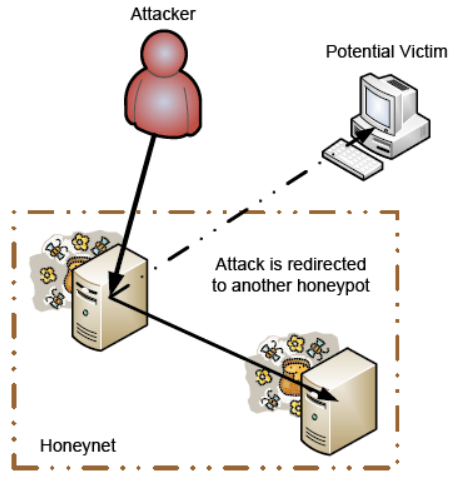 Attacker
Potential Victim
Attack is redirected
to another honeypot
Honeynet